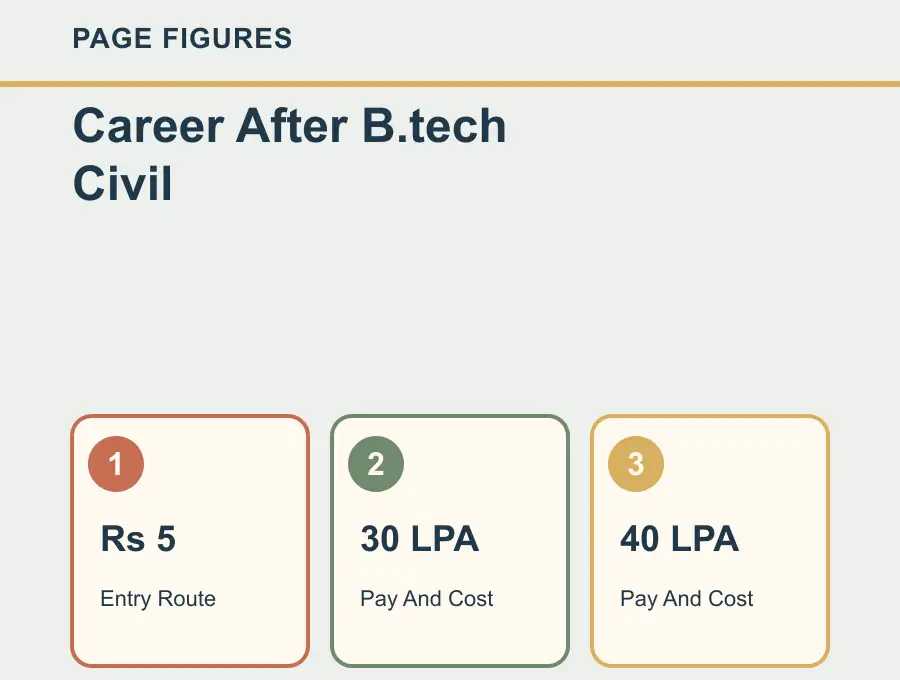 PAGE FIGURES
Career After B.tech
Civil
1
Rs 5
Entry Route
2
30 LPA
Pay And Cost
3
40 LPA
Pay And Cost